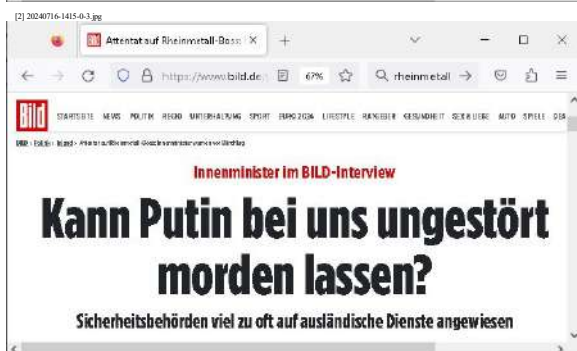 [2] 20240716-1415-0-3.jpg
Attentat auf Rheinmetall-Boss:
https://www.bild.de
67%
rheinmetall
Bild
STARTSEITE NEWS POLITIK REGIO UNTERHALTUNG SPORT EURO 2024 LIFESTYLE RATGEBER GESUNDHEIT SEX & LIEBE AUTO SPIELE
Innenminister im BILD-Interview
Kann Putin bei uns ungestört
morden lassen?
Sicherheitsbehörden viel zu oft auf ausländische Dienste angewiesen